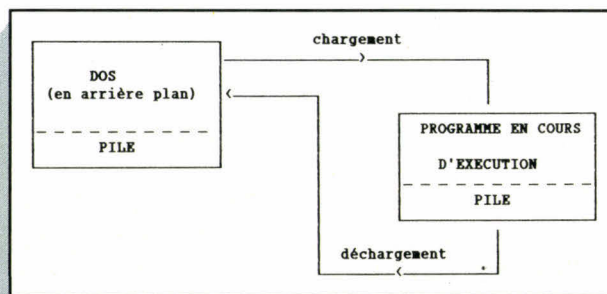 chargement
DOS
(en arrière plan)
PILE
PROGRAMME EN COURS
D'EXECUTION
PILE
déchargement